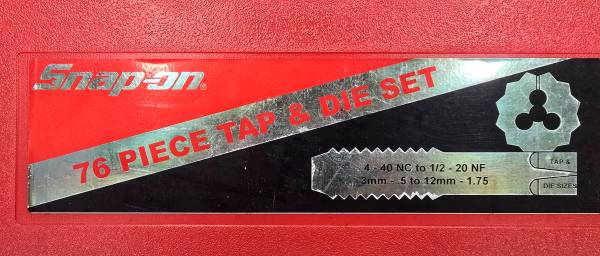 Snap-on®
76 PIECE TAP & DIE SET
4 - 40 NC to 1/2 - 20 NF
3mm - .5 to 12mm - 1.75
TAP &
DIE SIZES